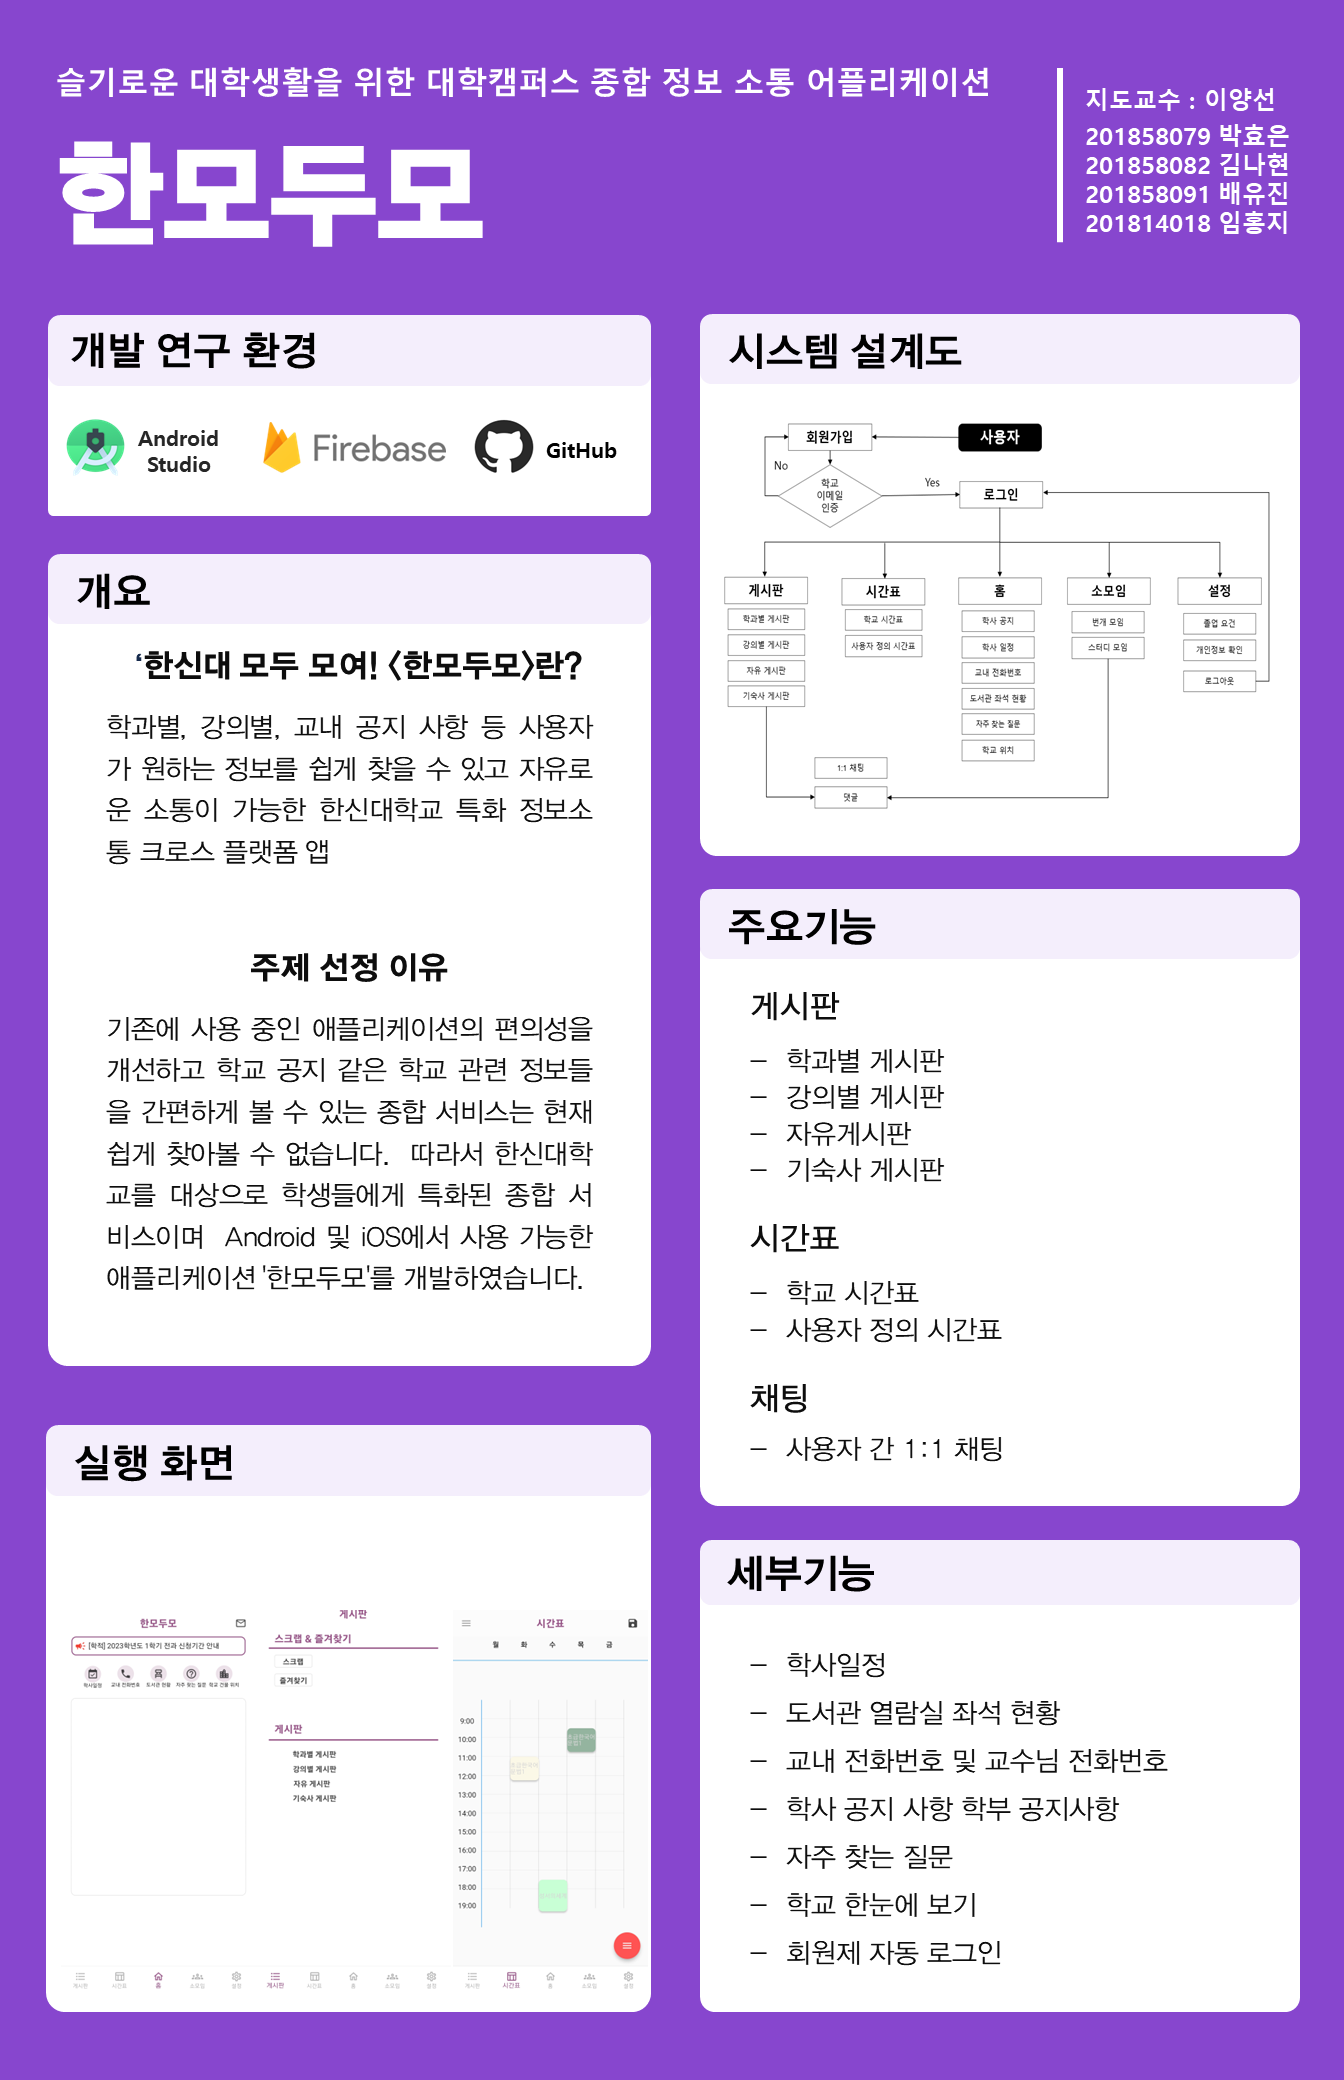 슬기로운 대학생활을 위한 대학캠퍼스 종합 정보 소통 어플리케이션
한모두모
지도교수 : 이양선
201858079 박효은
201858082 김나현
201858091 배유진
201814018 임홍지
개발 연구 환경
Android
Studio
Firebase
GitHub
개요
‘한신대 모두 모여! <한모두모>란?
학과별, 강의별, 교내 공지 사항 등 사용자
가 원하는 정보를 쉽게 찾을 수 있고 자유로
운 소통이 가능한 한신대학교 특화 정보소
통 크로스 플랫폼 앱
주제 선정 이유
기존에 사용 중인 애플리케이션의 편의성을
개선하고 학교 공지 같은 학교 관련 정보들
을 간편하게 볼 수 있는 종합 서비스는 현재
쉽게 찾아볼 수 없습니다. 따라서 한신대학
교를 대상으로 학생들에게 특화된 종합 서
비스이며 Android 및 iOS에서 사용 가능한
애플리케이션 '한모두모'를 개발하였습니다.
실행 화면
한모두모
[학적] 2023학년도 1학기 전과 신청기간 안내
학사일정 교내 전화번호 도서관 현황 자주 찾는 질문 학교 건물 위치
게시판 시간표 홈 소모임 설정
게시판
스크랩 & 즐겨찾기
스크랩
즐겨찾기
게시판
학과별 게시판
강의별 게시판
자유 게시판
기숙사 게시판
게시판 시간표 홈 소모임 설정
시간표
월 화 수 목 금
9:00
10:00
11:00
12:00
13:00
14:00
15:00
16:00
17:00
18:00
19:00
게시판 시간표 홈 소모임 설정
시스템 설계도
회원가입
사용자
No
학교
이메일
인증
Yes
로그인
게시판
학과별 게시판
강의별 게시판
자유 게시판
기숙사 게시판
시간표
학교 시간표
사용자 정의 시간표
홈
학사 공지
학사 일정
교내 전화번호
도서관 좌석 현황
자주 찾는 질문
학교 위치
소모임
번개 모임
스터디 모임
설정
졸업 요건
개인정보 확인
로그아웃
1:1 채팅
댓글
주요기능
게시판
– 학과별 게시판
– 강의별 게시판
– 자유게시판
– 기숙사 게시판
시간표
– 학교 시간표
– 사용자 정의 시간표
채팅
– 사용자 간 1:1 채팅
세부기능
– 학사일정
– 도서관 열람실 좌석 현황
– 교내 전화번호 및 교수님 전화번호
– 학사 공지 사항 학부 공지사항
– 자주 찾는 질문
– 학교 한눈에 보기
– 회원제 자동 로그인